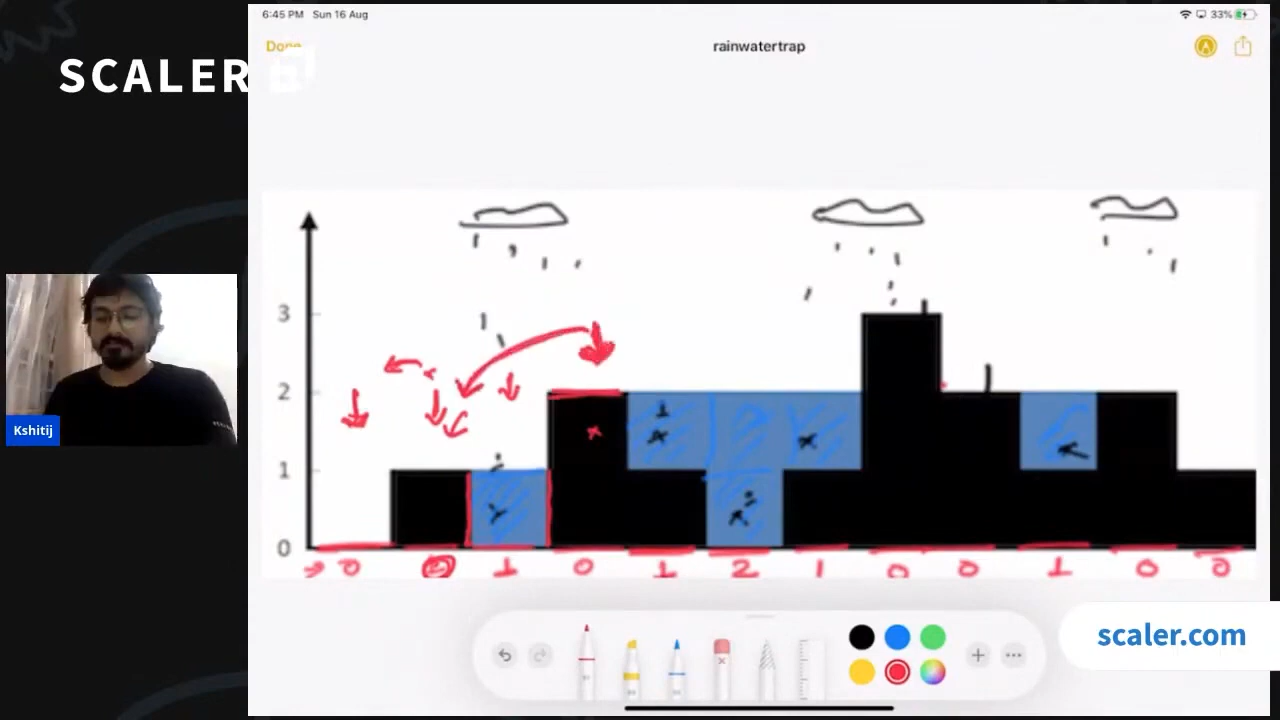 6:45 PM Sun 16 Aug
33%
SCALER
Done
rainwatertrap
3
2
1
0
Kshitij
0 0 1 0 1 2 1 0 0 1 0 0
scaler.com